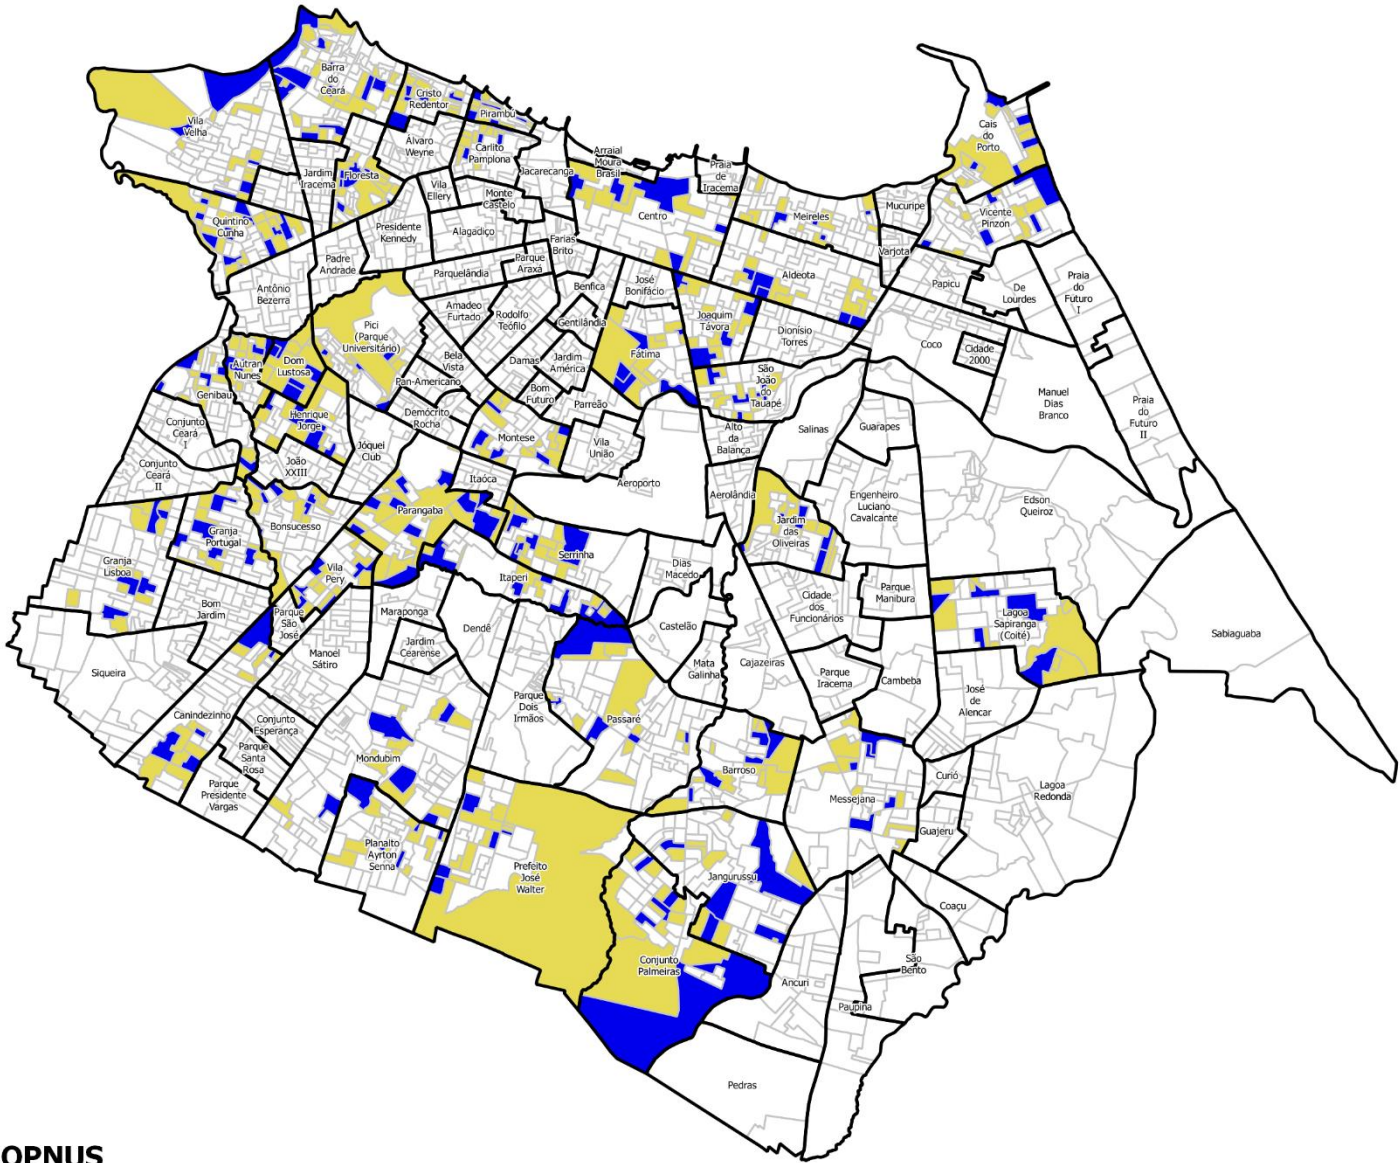 Barra
do
Ceará
Cristo
Redentor
Pirambú
Vila
Velha
Álvaro
Weyne
Carlito
Pamplona
Jacarecanga
Arraial
Moura
Brasil
Praia
de
Iracema
Cais
do
Porto
Jardim
Iracema
Floresta
Vila
Ellery
Monte
Castelo
Centro
Meireles
Mucuripe
Vicente
Pinzon
Quintino
Cunha
Presidente
Kennedy
Alagadiço
Farias
Brito
Varjota
Padre
Andrade
Parquelândia
Parque
Araxá
Benfica
José
Bonifácio
Aldeota
Papicu
De
Lourdes
Praia
do
Futuro
I
Antônio
Bezerra
Pici
(Parque
Universitário)
Amadeo
Furtado
Rodolfo
Teófilo
Gentilândia
Joaquim
Távora
Dionísio
Torres
Coco
Cidade
2000
Autran
Nunes
Dom
Lustosa
Bela
Vista
Damas
Jardim
América
Fátima
São
João
do
Tauapé
Manuel
Dias
Branco
Praia
do
Futuro
II
Genibaú
Pan-Americano
Bom
Futuro
Parreão
Henrique
Jorge
Demócrito
Rocha
Conjunto
Ceará
I
Jóquei
Club
Montese
Vila
União
Alto
da
Balança
Salinas
Guarapes
Conjunto
Ceará
II
João
XXIII
Itaóca
Aeroporto
Aerolândia
Engenheiro
Luciano
Cavalcante
Edson
Queiroz
Parangaba
Bonsucesso
Granja
Portugal
Jardim
das
Oliveiras
Granja
Lisboa
Vila
Pery
Itaperi
Serrinha
Dias
Macedo
Cidade
dos
Funcionários
Parque
Manibura
Bom
Jardim
Parque
São
José
Maraponga
Dendê
Castelão
Lagoa
Sapiranga
(Coité)
Sabiaguaba
Siqueira
Manoel
Sátiro
Jardim
Cearense
Mata
Galinha
Cajazeiras
Parque
Iracema
Cambeba
José
de
Alencar
Canindezinho
Conjunto
Esperança
Parque
Dois
Irmãos
Passaré
Parque
Santa
Rosa
Mondubim
Barroso
Messejana
Curió
Lagoa
Redonda
Parque
Presidente
Vargas
Guajeru
Planalto
Ayrton
Senna
Prefeito
José
Walter
Jangurussu
Coaçu
Conjunto
Palmeiras
Ancuri
São
Bento
Paupina
Pedras
OPNUS